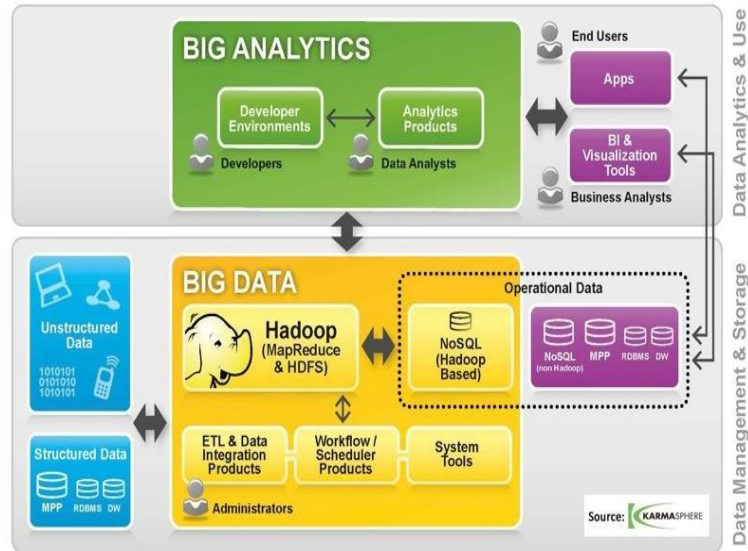 BIG ANALYTICS
Developer
Environments
Analytics
Products
Developers
Data Analysts
End Users
Apps
BI &
Visualization
Tools
Business Analysts
Data Analytics & Use
Unstructured
Data
1010101
0101010
1010101
Structured Data
MPP
RDBMS
DW
BIG DATA
Hadoop
(MapReduce
& HDFS)
NoSQL
(Hadoop
Based)
Operational Data
NoSQL
(non Hadoop)
MPP
RDBMS
DW
ETL & Data
Integration
Products
Workflow /
Scheduler
Products
System
Tools
Administrators
Source: KARMASPHERE
Data Management & Storage